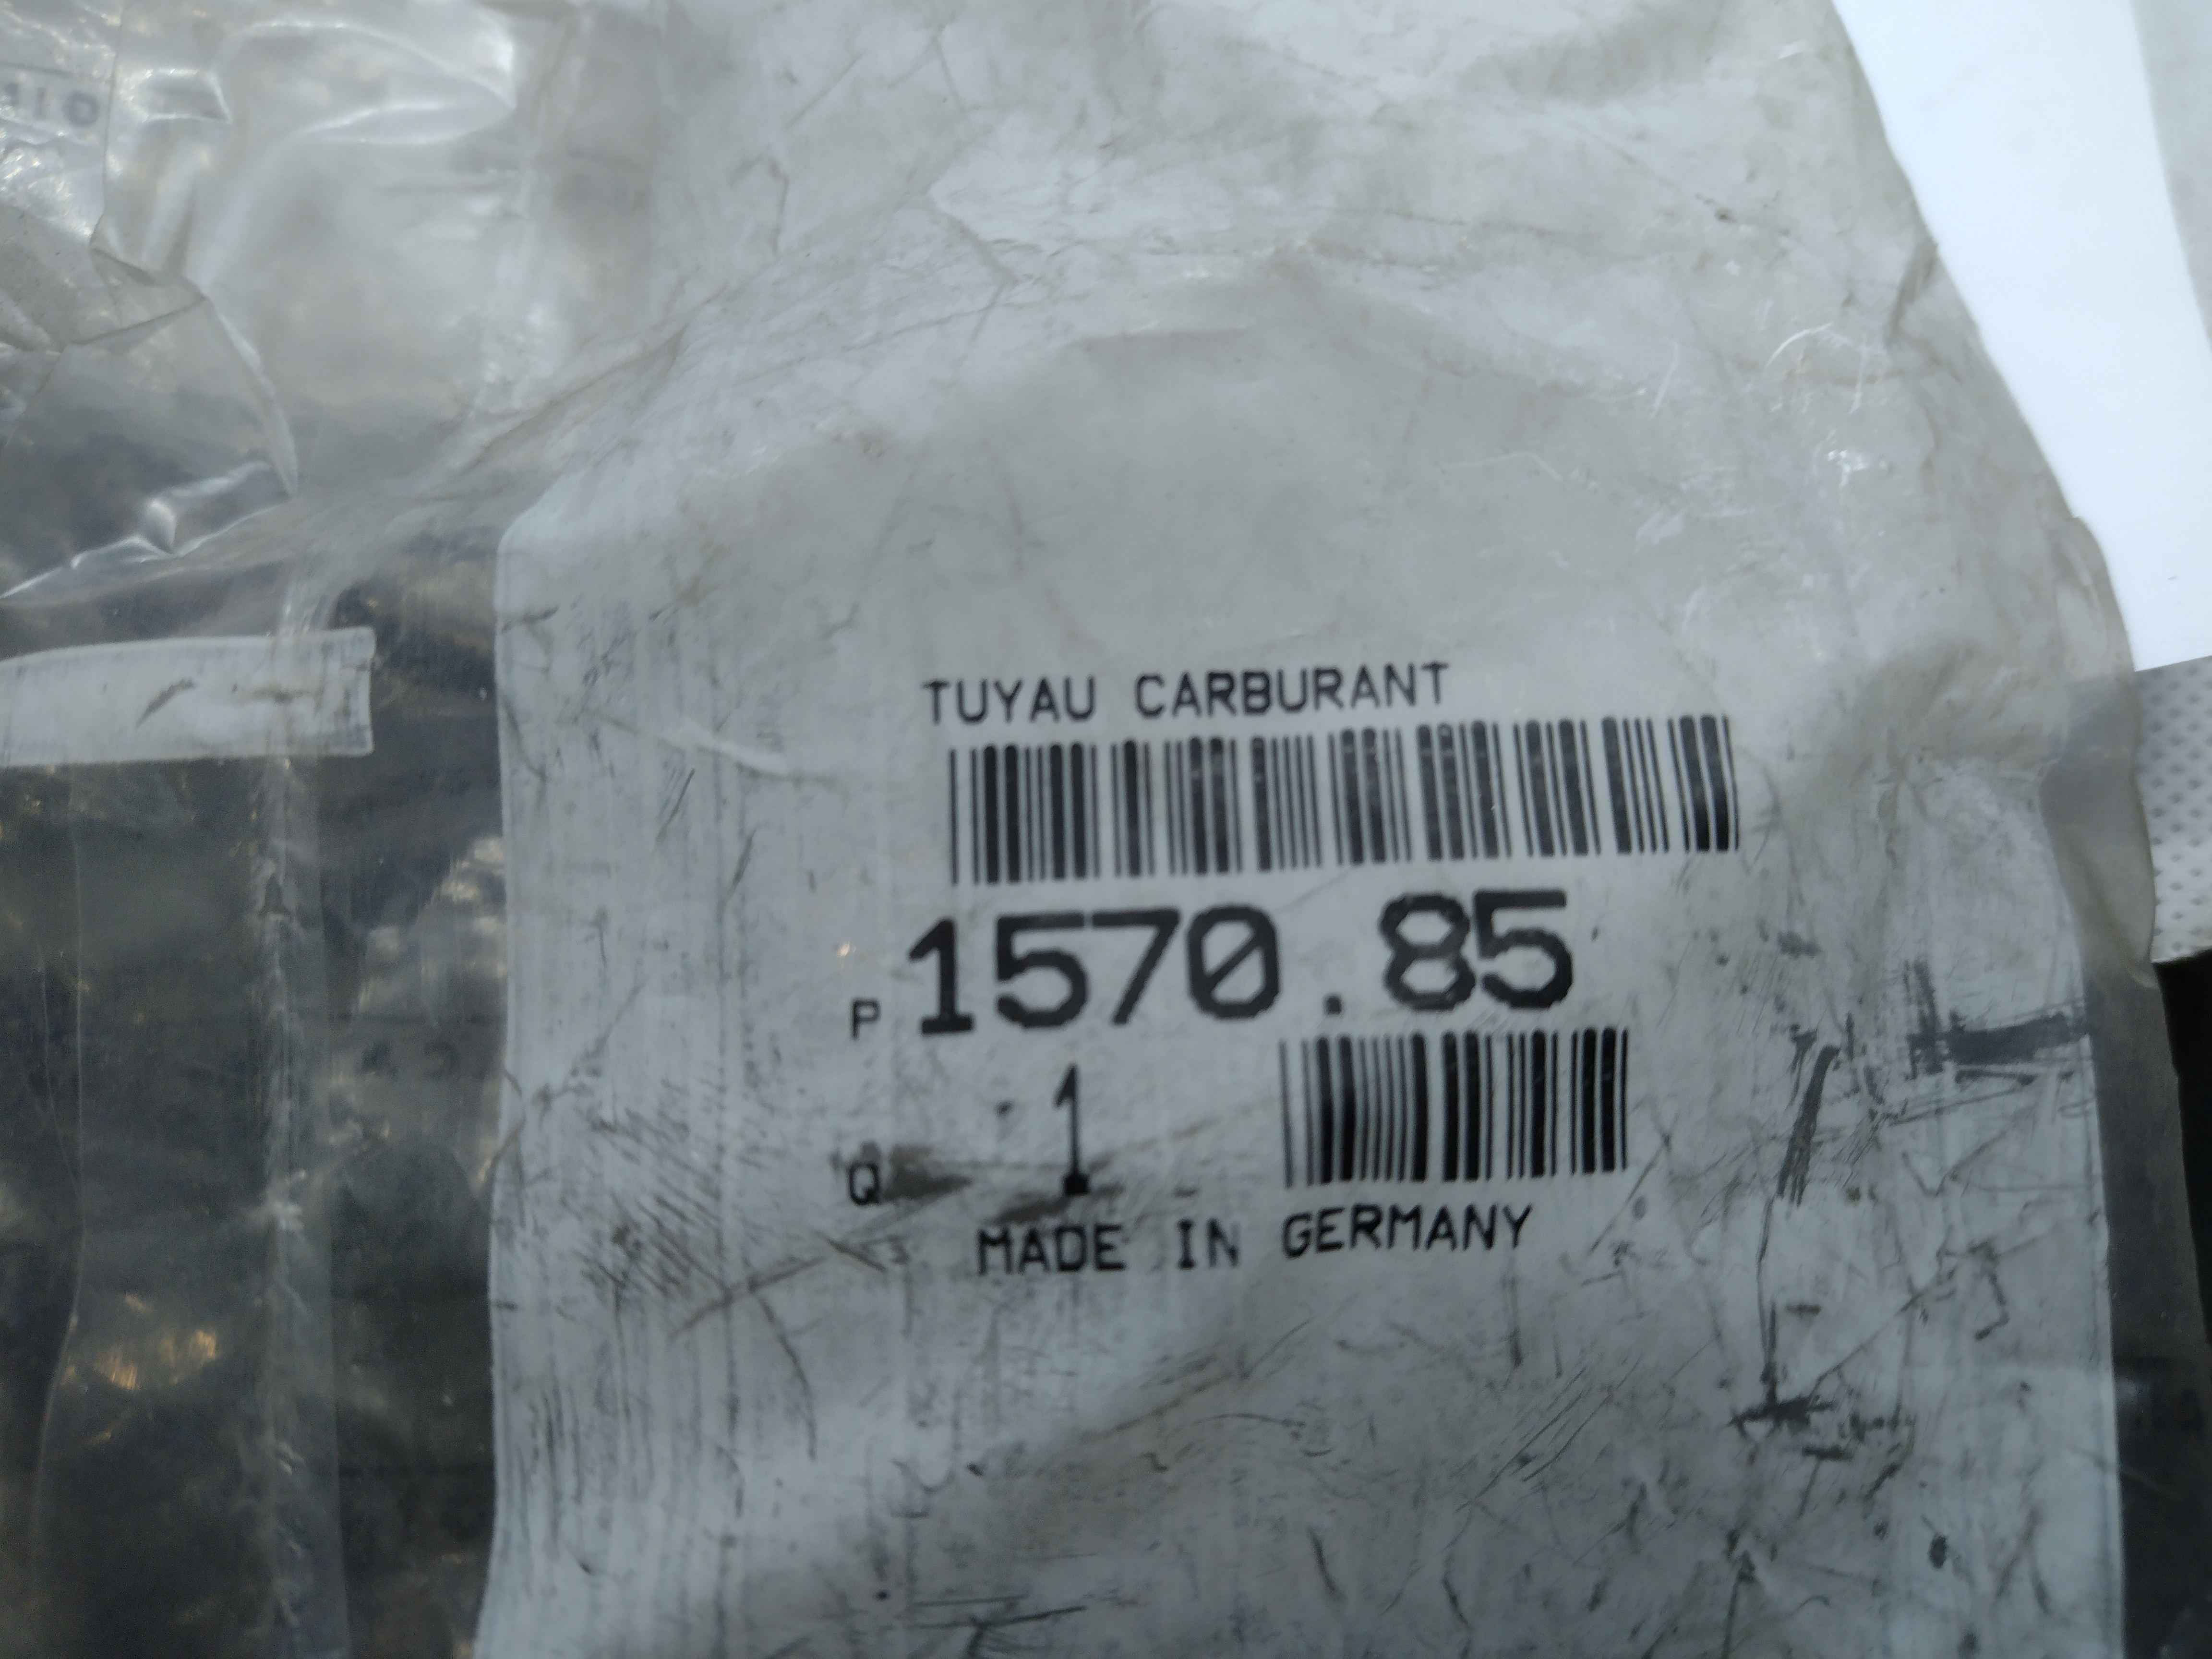 TUYAU CARBURANT
P 1570.85
Q 1
MADE IN GERMANY